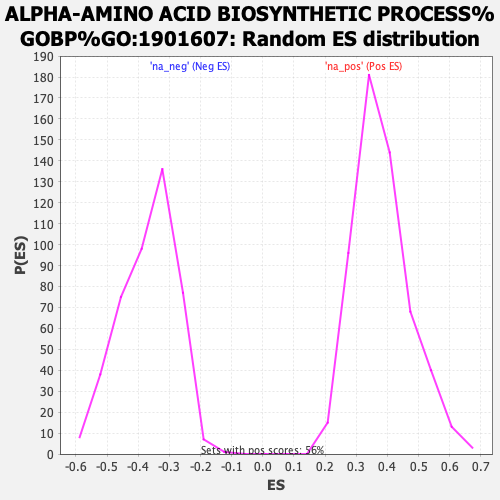 ALPHA-AMINO ACID BIOSYNTHETIC PROCESS%
GOBP%GO:1901607: Random ES distribution
'na_neg' (Neg ES)
'na_pos' (Pos ES)
190
180
170
160
150
140
130
120
110
100
90
80
70
60
50
40
30
20
10
0
P(ES)
Sets with pos scores: 56%
-0.6 -0.5 -0.4 -0.3 -0.2 -0.1 0.0 0.1 0.2 0.3 0.4 0.5 0.6 0.7
ES